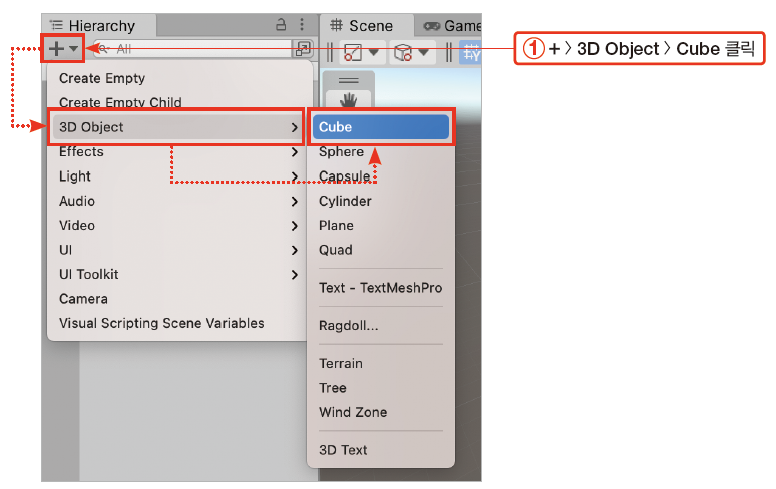 Hierarchy
Scene
Game
All
① + 〉 3D Object 〉 Cube 클릭
Create Empty
Create Empty Child
3D Object
Effects
Light
Audio
Video
UI
UI Toolkit
Camera
Visual Scripting Scene Variables
Cube
Sphere
Capsule
Cylinder
Plane
Quad
Text - TextMeshPro
Ragdoll...
Terrain
Tree
Wind Zone
3D Text